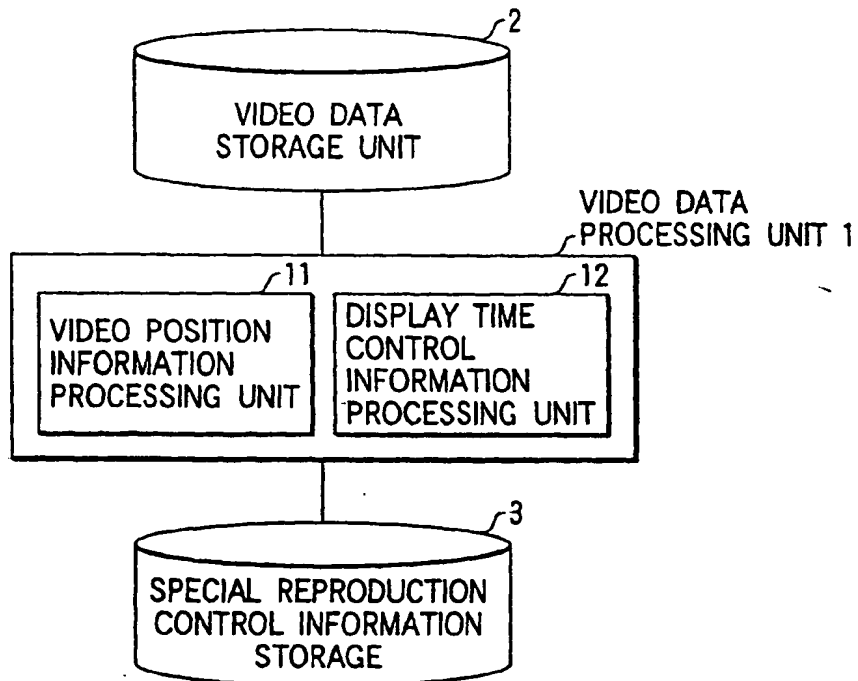 2
VIDEO DATA
STORAGE UNIT
VIDEO DATA
PROCESSING UNIT 1
11
VIDEO POSITION
INFORMATION
PROCESSING UNIT
12
DISPLAY TIME
CONTROL
INFORMATION
PROCESSING UNIT
3
SPECIAL REPRODUCTION
CONTROL INFORMATION
STORAGE